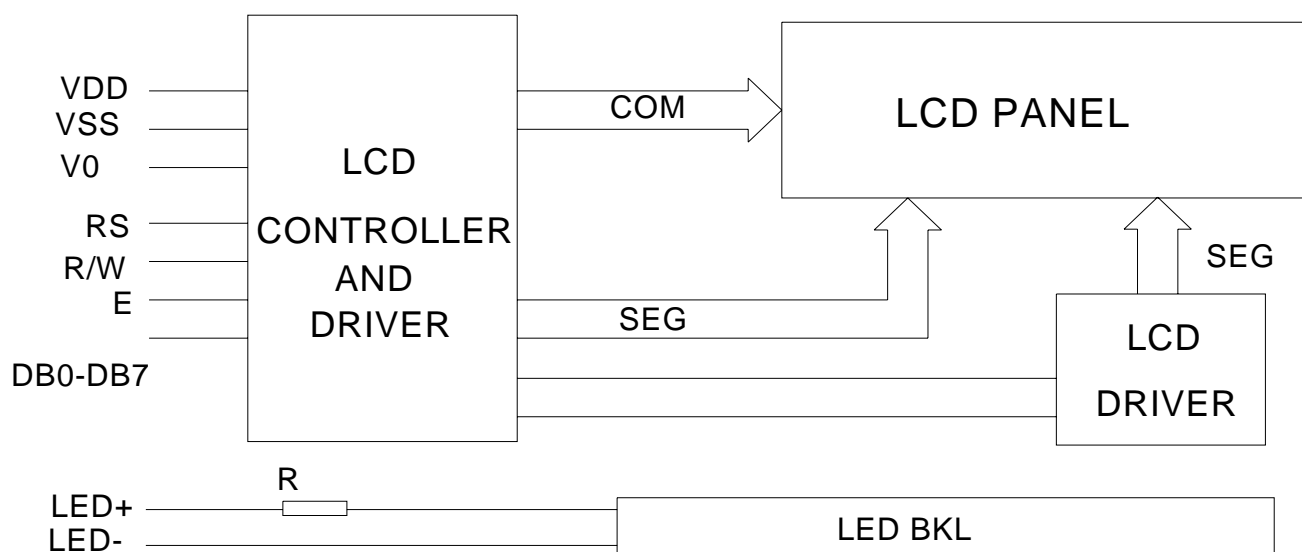 VDD
VSS
V0
RS
R/W
E
DB0-DB7
LCD
CONTROLLER
AND
DRIVER
COM
SEG
LCD PANEL
SEG
LCD
DRIVER
R
LED+
LED-
LED BKL